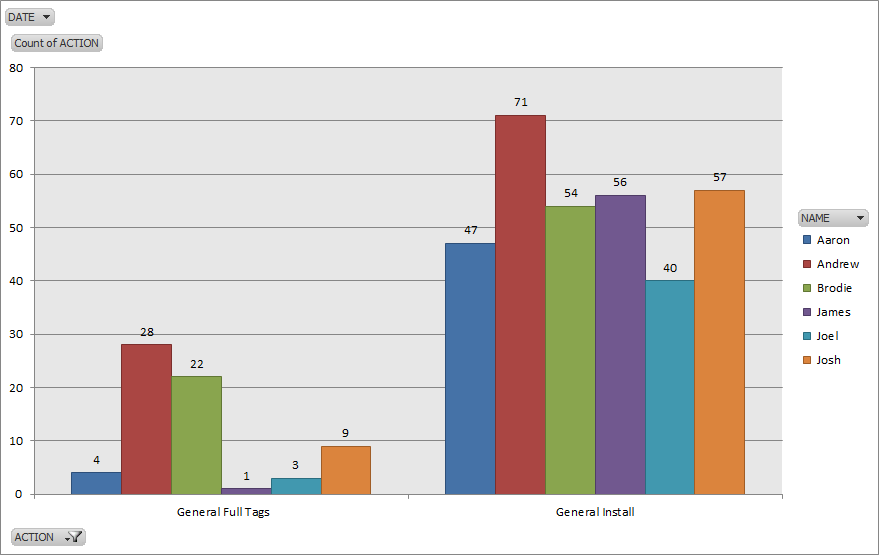 DATE
Count of ACTION
80
70
60
50
40
30
20
10
0
4
28
22
1
3
9
47
71
54
56
40
57
General Full Tags
General Install
NAME
Aaron
Andrew
Brodie
James
Joel
Josh
ACTION